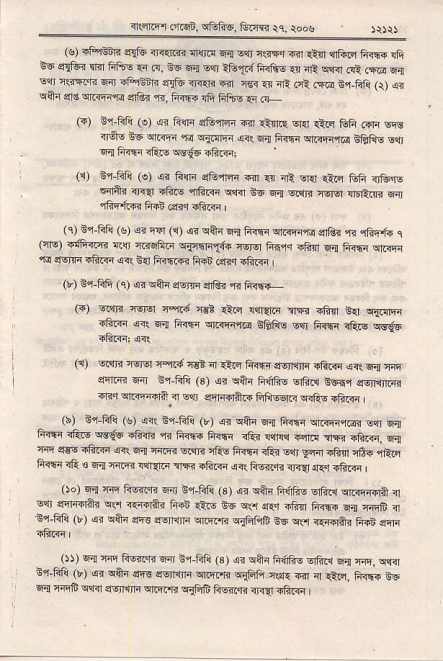 বাংলাদেশ গেজেট, অতিরিক্ত, ডিসেম্বর ২৭, ২০০৬ ১২১২১
(৬) কম্পিউটার প্রযুক্তি ব্যবহারের মাধ্যমে জন্ম তথ্য সংরক্ষণ করা হইয়া থাকিলে নিবন্ধক যদি
উক্ত প্রযুক্তির দ্বারা নিশ্চিত হন যে, উক্ত জন্ম তথ্য ইতিপূর্বে নিবন্ধিত হয় নাই অথবা যেই ক্ষেত্রে জন্ম
তথ্য সংরক্ষণের জন্য কম্পিউটার প্রযুক্তি ব্যবহার করা সম্ভব হয় নাই সেই ক্ষেত্রে উপ-বিধি (২) এর
অধীন প্রাপ্ত আবেদনপত্র প্রাপ্তির পর, নিবন্ধক যদি নিশ্চিত হন যে—
(ক) উপ-বিধি (৩) এর বিধান প্রতিপালন করা হইয়াছে তাহা হইলে তিনি কোন তদন্ত
ব্যতীত উক্ত আবেদন পত্র অনুমোদন এবং জন্ম নিবন্ধন আবেদনপত্রে উল্লিখিত তথ্য
জন্ম নিবন্ধন বহিতে অন্তর্ভুক্ত করিবেন;
(খ) উপ-বিধি (৩) এর বিধান প্রতিপালন করা হয় নাই তাহা হইলে তিনি ব্যক্তিগত
শুনানীর ব্যবস্থা করিতে পারিবেন অথবা উক্ত জন্ম তথ্যের সত্যতা যাচাইয়ের জন্য
পরিদর্শকের নিকট প্রেরণ করিবেন।
(৭) উপ-বিধি (৬) এর দফা (খ) এর অধীন জন্ম নিবন্ধন আবেদনপত্র প্রাপ্তির পর পরিদর্শক ৭
(সাত) কর্মদিবসের মধ্যে সরেজমিনে অনুসন্ধানপূর্বক সত্যতা নিরূপণ করিয়া জন্ম নিবন্ধন আবেদন
পত্র প্রত্যয়ন করিবেন এবং উহা নিবন্ধকের নিকট প্রেরণ করিবেন।
(৮) উপ-বিদি (৭) এর অধীন প্রত্যয়ন প্রাপ্তির পর নিবন্ধক—
(ক) তথ্যের সত্যতা সম্পর্কে সন্তুষ্ট হইলে যথাস্থানে স্বাক্ষর করিয়া উহা অনুমোদন
করিবেন এবং জন্ম নিবন্ধন আবেদনপত্রে উল্লিখিত তথ্য নিবন্ধন বহিতে অন্তর্ভুক্ত
করিবেন; এবং
(খ) তথ্যের সত্যতা সম্পর্কে সন্তুষ্ট না হইলে নিবন্ধন প্রত্যাখ্যান করিবেন এবং জন্ম সনদ
প্রদানের জন্য উপ-বিধি (৪) এর অধীন নির্ধারিত তারিখে উক্তরূপ প্রত্যাখ্যানের
কারণ আবেদনকারী বা তথ্য প্রদানকারীকে লিখিতভাবে অবহিত করিবেন।
(৯) উপ-বিধি (৬) এবং উপ-বিধি (৮) এর অধীন জন্ম নিবন্ধন আবেদনপত্রের তথ্য জন্ম
নিবন্ধন বহিতে অন্তর্ভুক্ত করিবার পর নিবন্ধক নিবন্ধন বহির যথাযথ কলামে স্বাক্ষর করিবেন, জন্ম
সনদ প্রস্তুত করিবেন এবং জন্ম সনদের তথ্যের সহিত নিবন্ধন বহির তথ্য তুলনা করিয়া সঠিক পাইলে
নিবন্ধন বহি ও জন্ম সনদের যথাস্থানে স্বাক্ষর করিবেন এবং বিতরণের ব্যবস্থা গ্রহণ করিবেন।
(১০) জন্ম সনদ বিতরণের জন্য উপ-বিধি (৪) এর অধীন নির্ধারিত তারিখে আবেদনকারী বা
তথ্য প্রদানকারীর অংশ বহনকারীর নিকট হইতে উক্ত অংশ গ্রহণ করিয়া নিবন্ধক জন্ম সনদটি বা
উপ-বিধি (৮) এর অধীন প্রদত্ত প্রত্যাখ্যান আদেশের অনুলিপিটি উক্ত অংশ বহনকারীর নিকট প্রদান
করিবেন।
(১১) জন্ম সনদ বিতরণের জন্য উপ-বিধি (৪) এর অধীন নির্ধারিত তারিখে জন্ম সনদ, অথবা
উপ-বিধি (৮) এর অধীন প্রদত্ত প্রত্যাখ্যান আদেশের অনুলিপি সংগ্রহ করা না হইলে, নিবন্ধক উক্ত
জন্ম সনদটি অথবা প্রত্যাখ্যান আদেশের অনুলিটি বিতরণের ব্যবস্থা করিবেন।